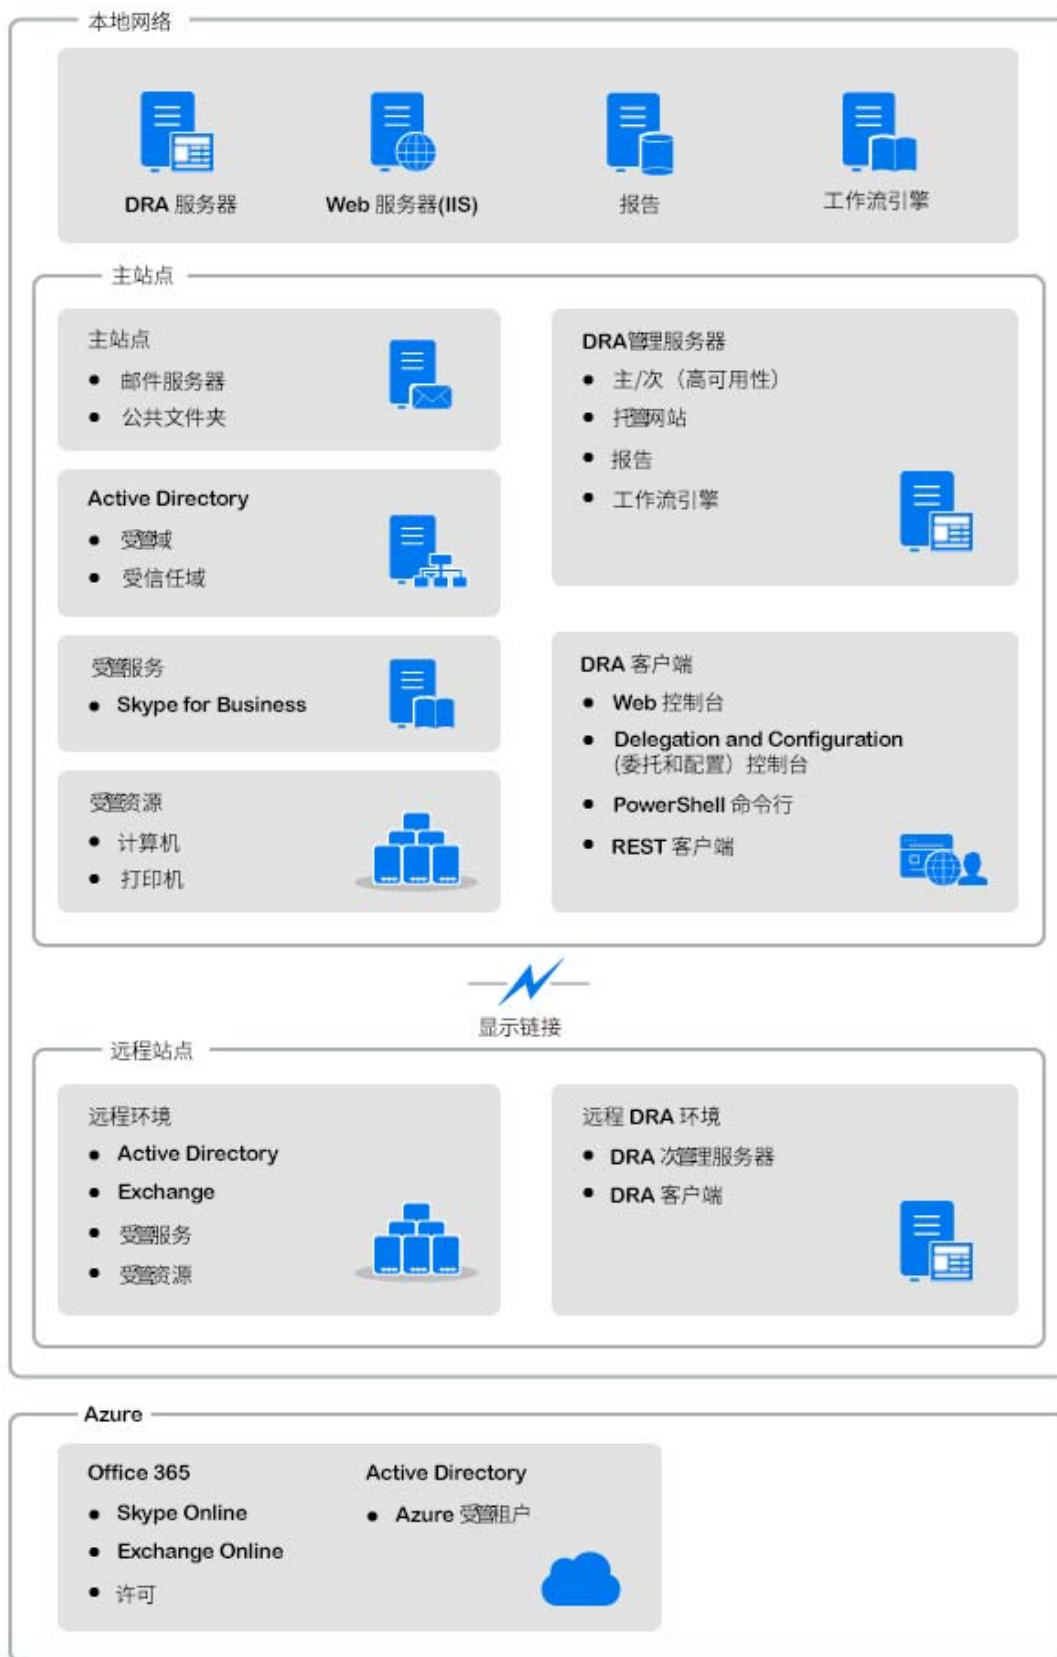 本地网络
DRA 服务器
Web 服务器(IIS)
报告
工作流引擎
主站点
主站点
● 邮件服务器
● 公共文件夹
Active Directory
● 受管域
● 受信任域
受管服务
● Skype for Business
受管资源
● 计算机
● 打印机
DRA管理服务器
● 主/次（高可用性）
● 托管网站
● 报告
● 工作流引擎
DRA 客户端
● Web 控制台
● Delegation and Configuration
(委托和配置）控制台
● PowerShell 命令行
● REST 客户端
显示链接
远程站点
远程环境
● Active Directory
● Exchange
● 受管服务
● 受管资源
远程 DRA 环境
● DRA 次管理服务器
● DRA 客户端
Azure
Office 365
● Skype Online
● Exchange Online
● 许可
Active Directory
● Azure 受管租户